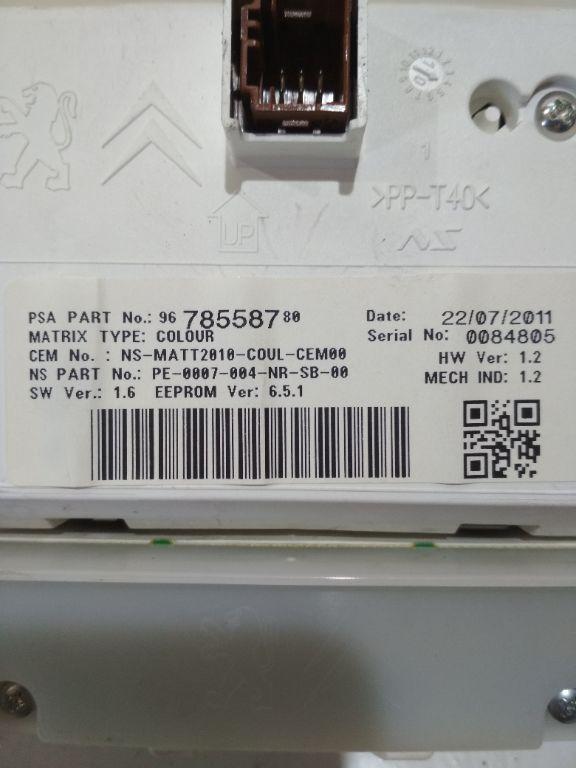 1
>PP-T40<
UP
PSA PART No.: 96 785587 80 Date: 22/07/2011
MATRIX TYPE: COLOUR Serial No: 0084805
CEM No. : NS-MATT2010-COUL-CEM00 HW Ver: 1.2
NS PART No.: PE-0007-004-NR-SB-00 MECH IND: 1.2
SW Ver.: 1.6 EEPROM Ver: 6.5.1